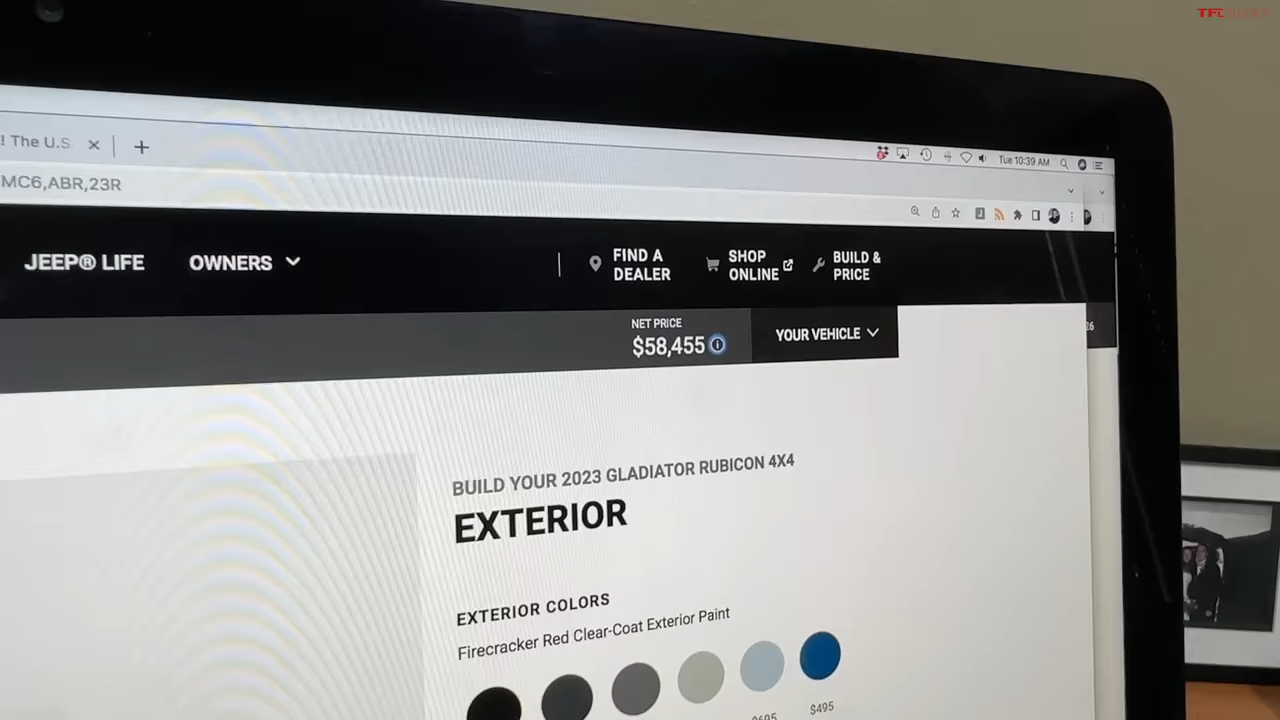 TFL
! The U.S
Tue 10:39 AM
MC6,ABR,23R
JEEP® LIFE
OWNERS
FIND A
DEALER
SHOP
ONLINE
BUILD &
PRICE
NET PRICE
$58,455
YOUR VEHICLE
BUILD YOUR 2023 GLADIATOR RUBICON 4X4
EXTERIOR
EXTERIOR COLORS
Firecracker Red Clear-Coat Exterior Paint
$495